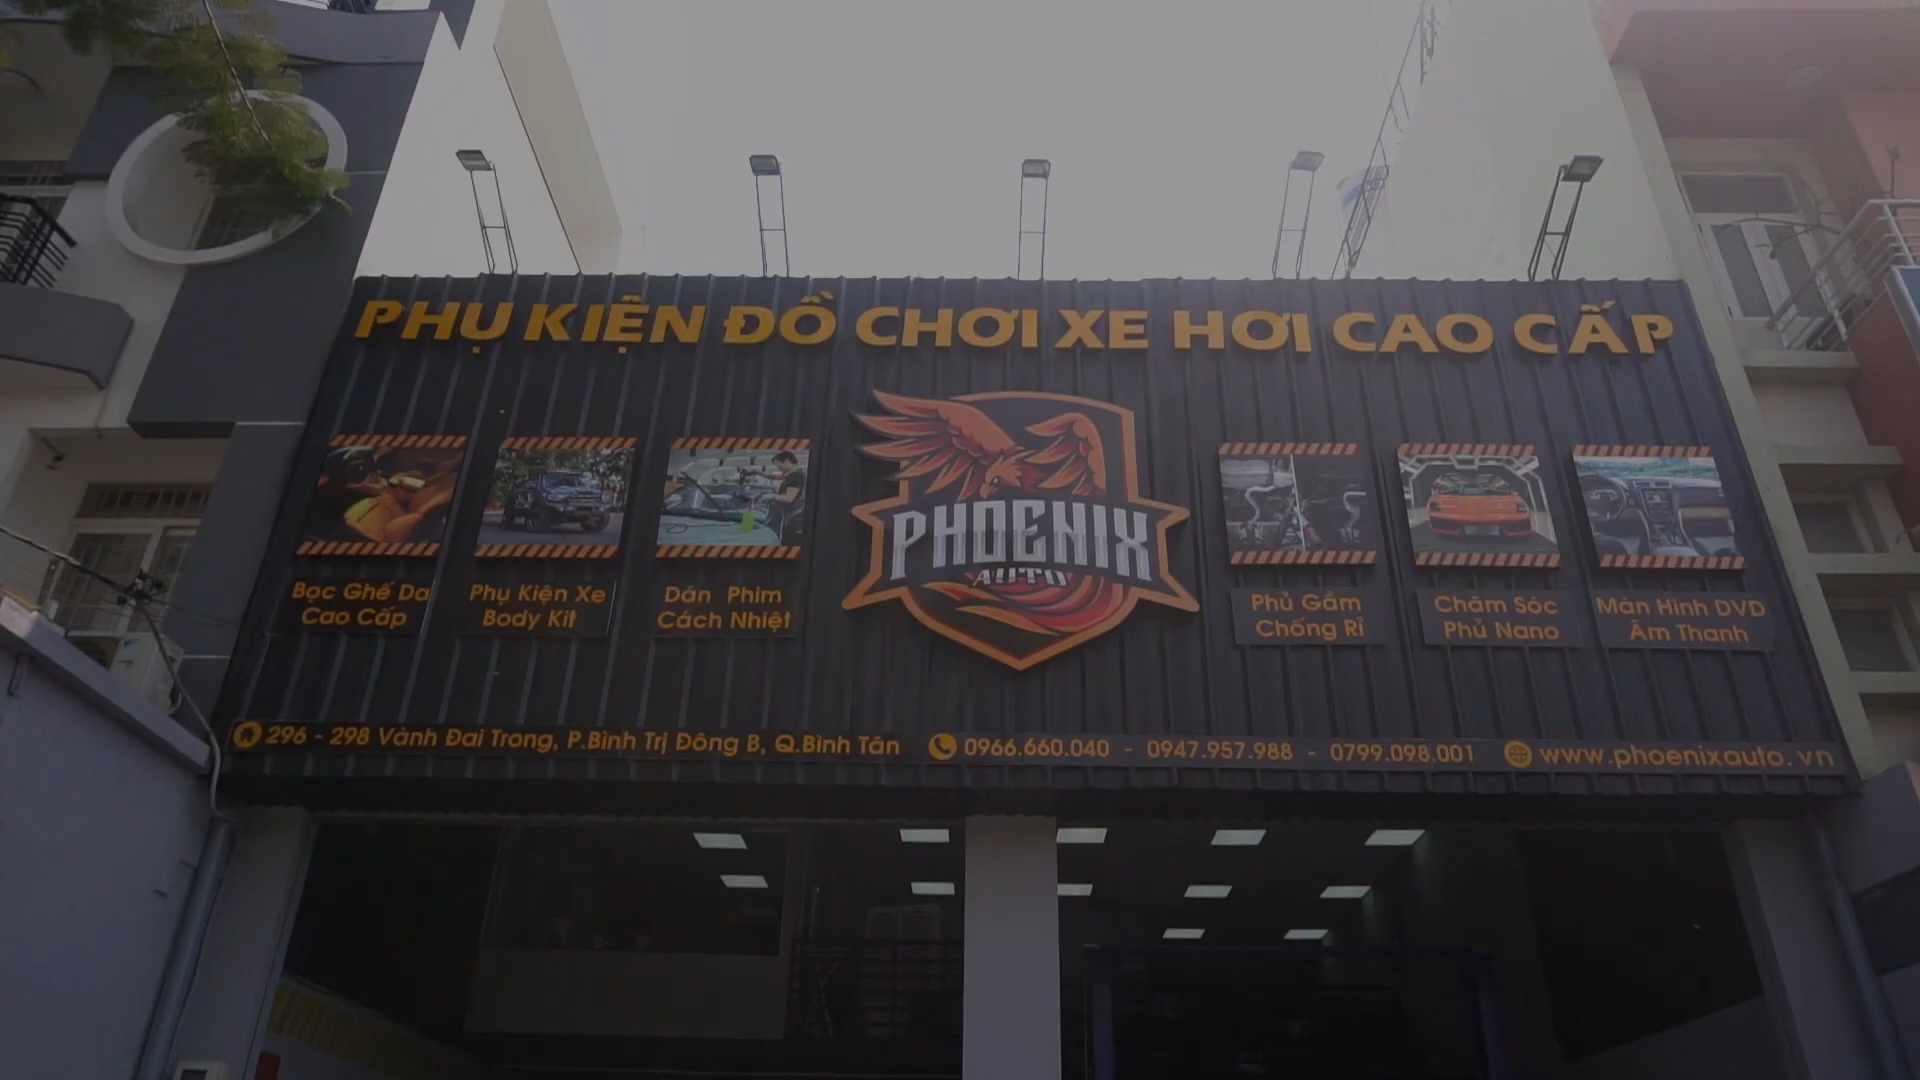 PHỤ KIỆN ĐỒ CHƠI XE HƠI CAO CẤP
PHOENIX
AUTO
Bọc Ghế Da
Cao Cấp
Phụ Kiện Xe
Body Kit
Dán Phim
Cách Nhiệt
Phủ Gầm
Chống Rỉ
Chăm Sóc
Phủ Nano
Màn Hình DVD
Âm Thanh
296 - 298 Vành Đai Trong, P.Bình Trị Đông B, Q.Bình Tân
0966.660.040 - 0947.957.988 - 0799.098.001
www.phoenixauto.vn